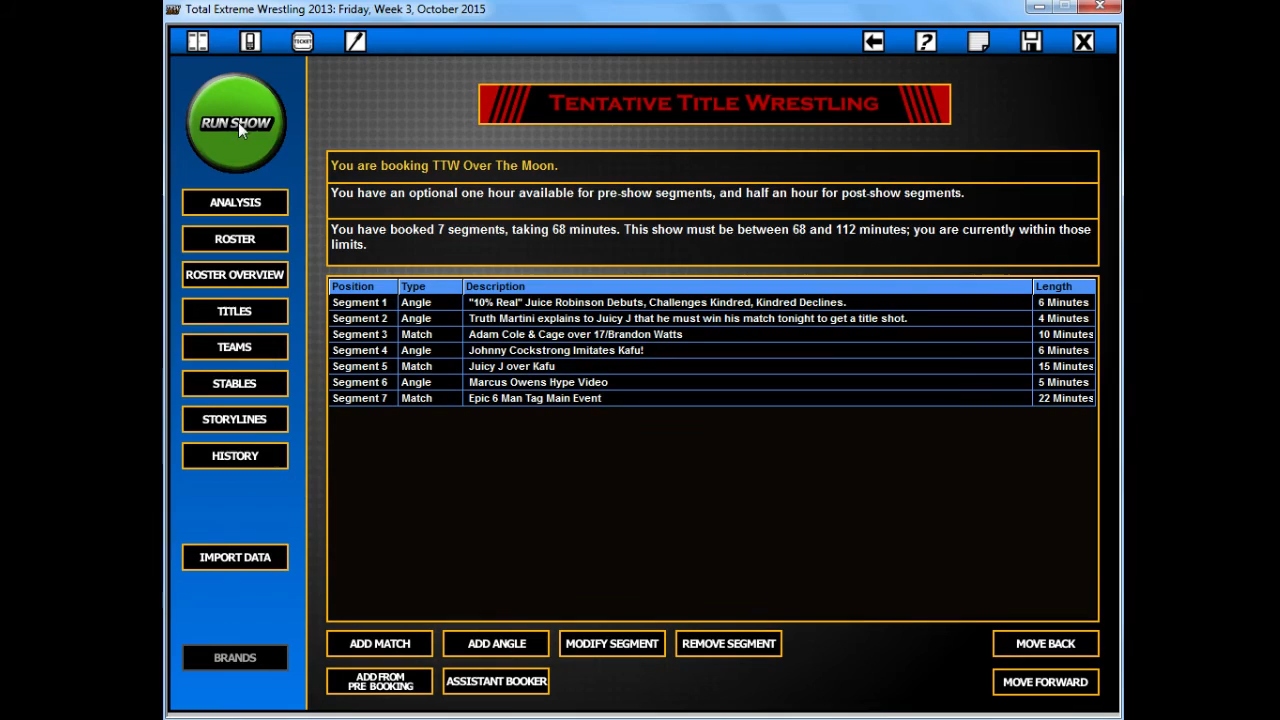 Total Extreme Wrestling 2013: Friday, Week 3, October 2015
TICKET
RUN SHOW
TENTATIVE TITLE WRESTLING
You are booking TTW Over The Moon.
You have an optional one hour available for pre-show segments, and half an hour for post-show segments.
You have booked 7 segments, taking 68 minutes. This show must be between 68 and 112 minutes; you are currently within those
limits.
ANALYSIS
ROSTER
ROSTER OVERVIEW
TITLES
TEAMS
STABLES
STORYLINES
HISTORY
IMPORT DATA
BRANDS
Position Type Description Length
Segment 1 Angle "10% Real" Juice Robinson Debuts, Challenges Kindred, Kindred Declines. 6 Minutes
Segment 2 Angle Truth Martini explains to Juicy J that he must win his match tonight to get a title shot. 4 Minutes
Segment 3 Match Adam Cole & Cage over 17/Brandon Watts 10 Minutes
Segment 4 Angle Johnny Cockstrong Imitates Kafu! 6 Minutes
Segment 5 Match Juicy J over Kafu 15 Minutes
Segment 6 Angle Marcus Owens Hype Video 5 Minutes
Segment 7 Match Epic 6 Man Tag Main Event 22 Minutes
ADD MATCH ADD ANGLE MODIFY SEGMENT REMOVE SEGMENT MOVE BACK
ADD FROM
PRE BOOKING
ASSISTANT BOOKER MOVE FORWARD